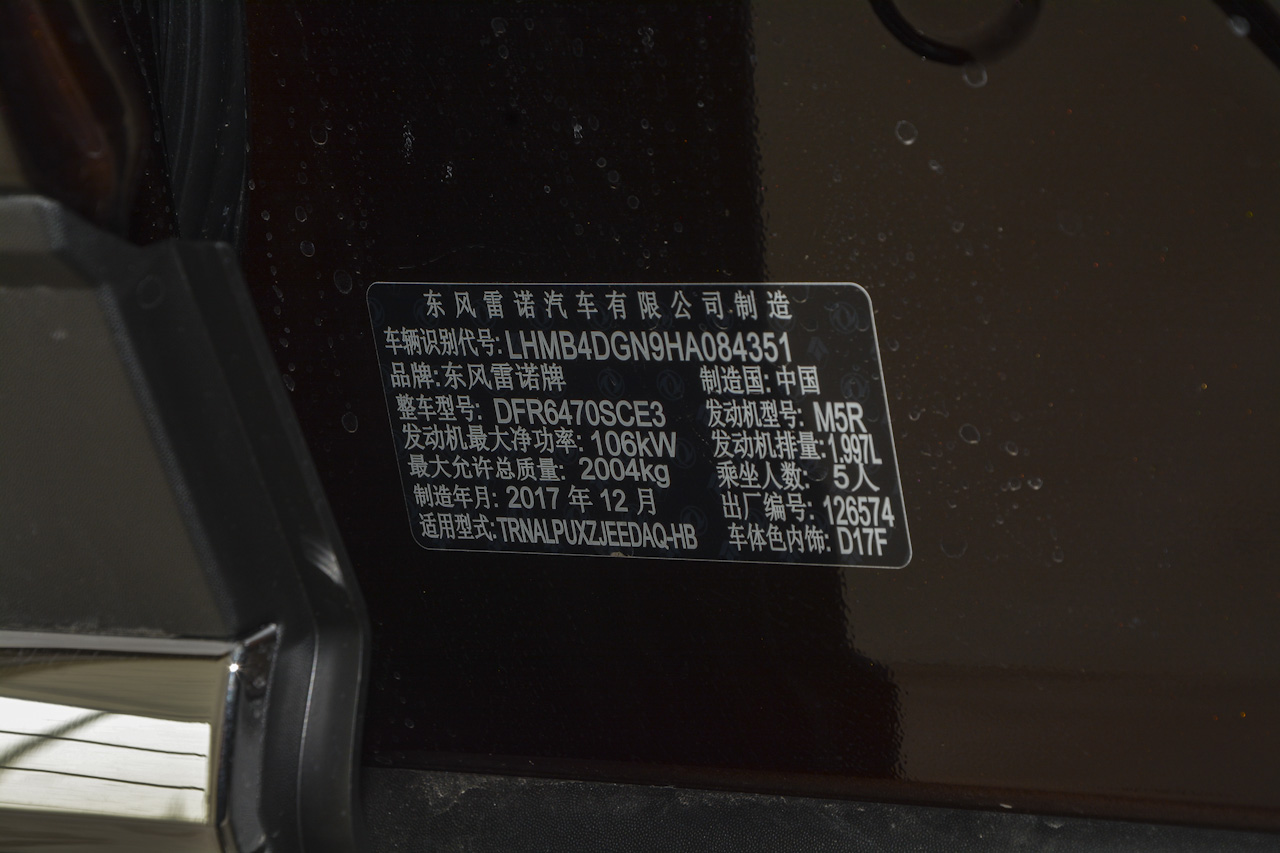 东风雷诺汽车有限公司.制造
车辆识别代号:LHMB4DGN9HA084351
品牌:东风雷诺牌 制造国:中国
整车型号: DFR6470SCE3 发动机型号: M5R
发动机最大净功率: 106kW 发动机排量:1.997L
最大允许总质量: 2004kg 乘坐人数: 5人
制造年月: 2017 年 12 月 出厂编号: 126574
适用型式:TRNALPUXZJEEDAQ-HB 车体色内饰: D17F